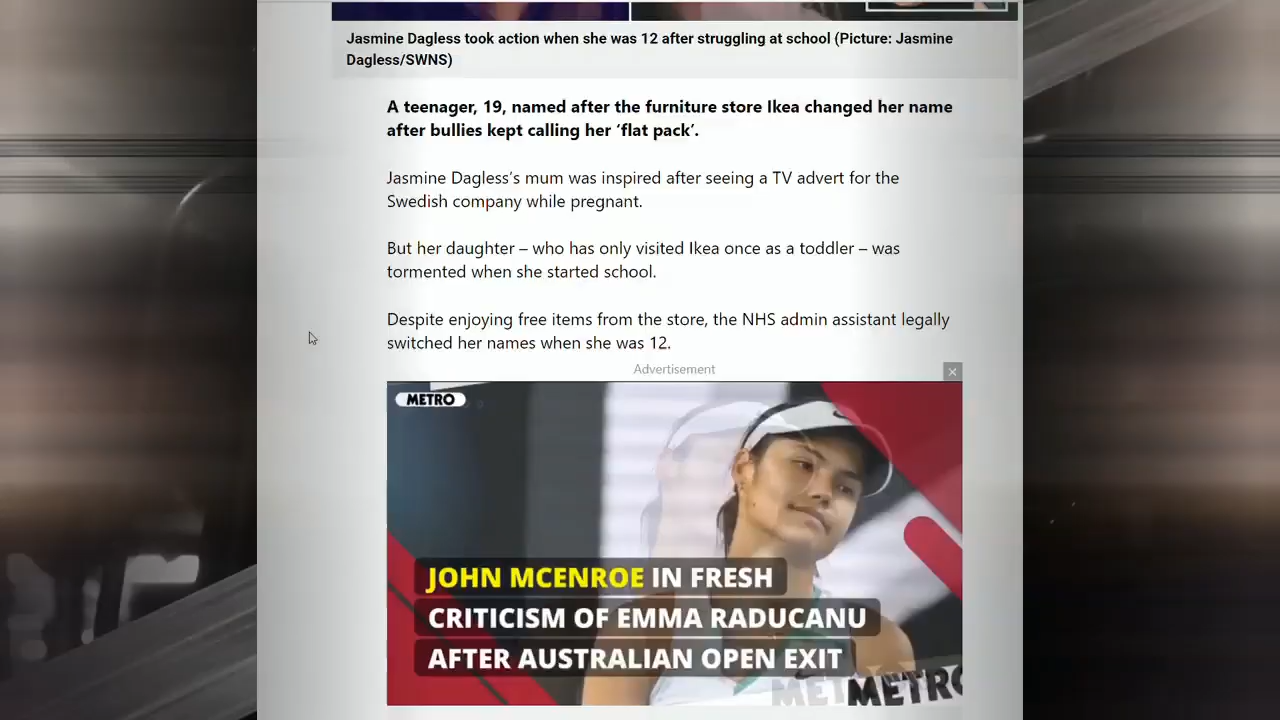 Jasmine Dagless took action when she was 12 after struggling at school (Picture: Jasmine
Dagless/SWNS)
A teenager, 19, named after the furniture store Ikea changed her name
after bullies kept calling her ‘flat pack’.
Jasmine Dagless’s mum was inspired after seeing a TV advert for the
Swedish company while pregnant.
But her daughter – who has only visited Ikea once as a toddler – was
tormented when she started school.
Despite enjoying free items from the store, the NHS admin assistant legally
switched her names when she was 12.
Advertisement
METRO
JOHN MCENROE IN FRESH
CRITICISM OF EMMA RADUCANU
AFTER AUSTRALIAN OPEN EXIT
METRO